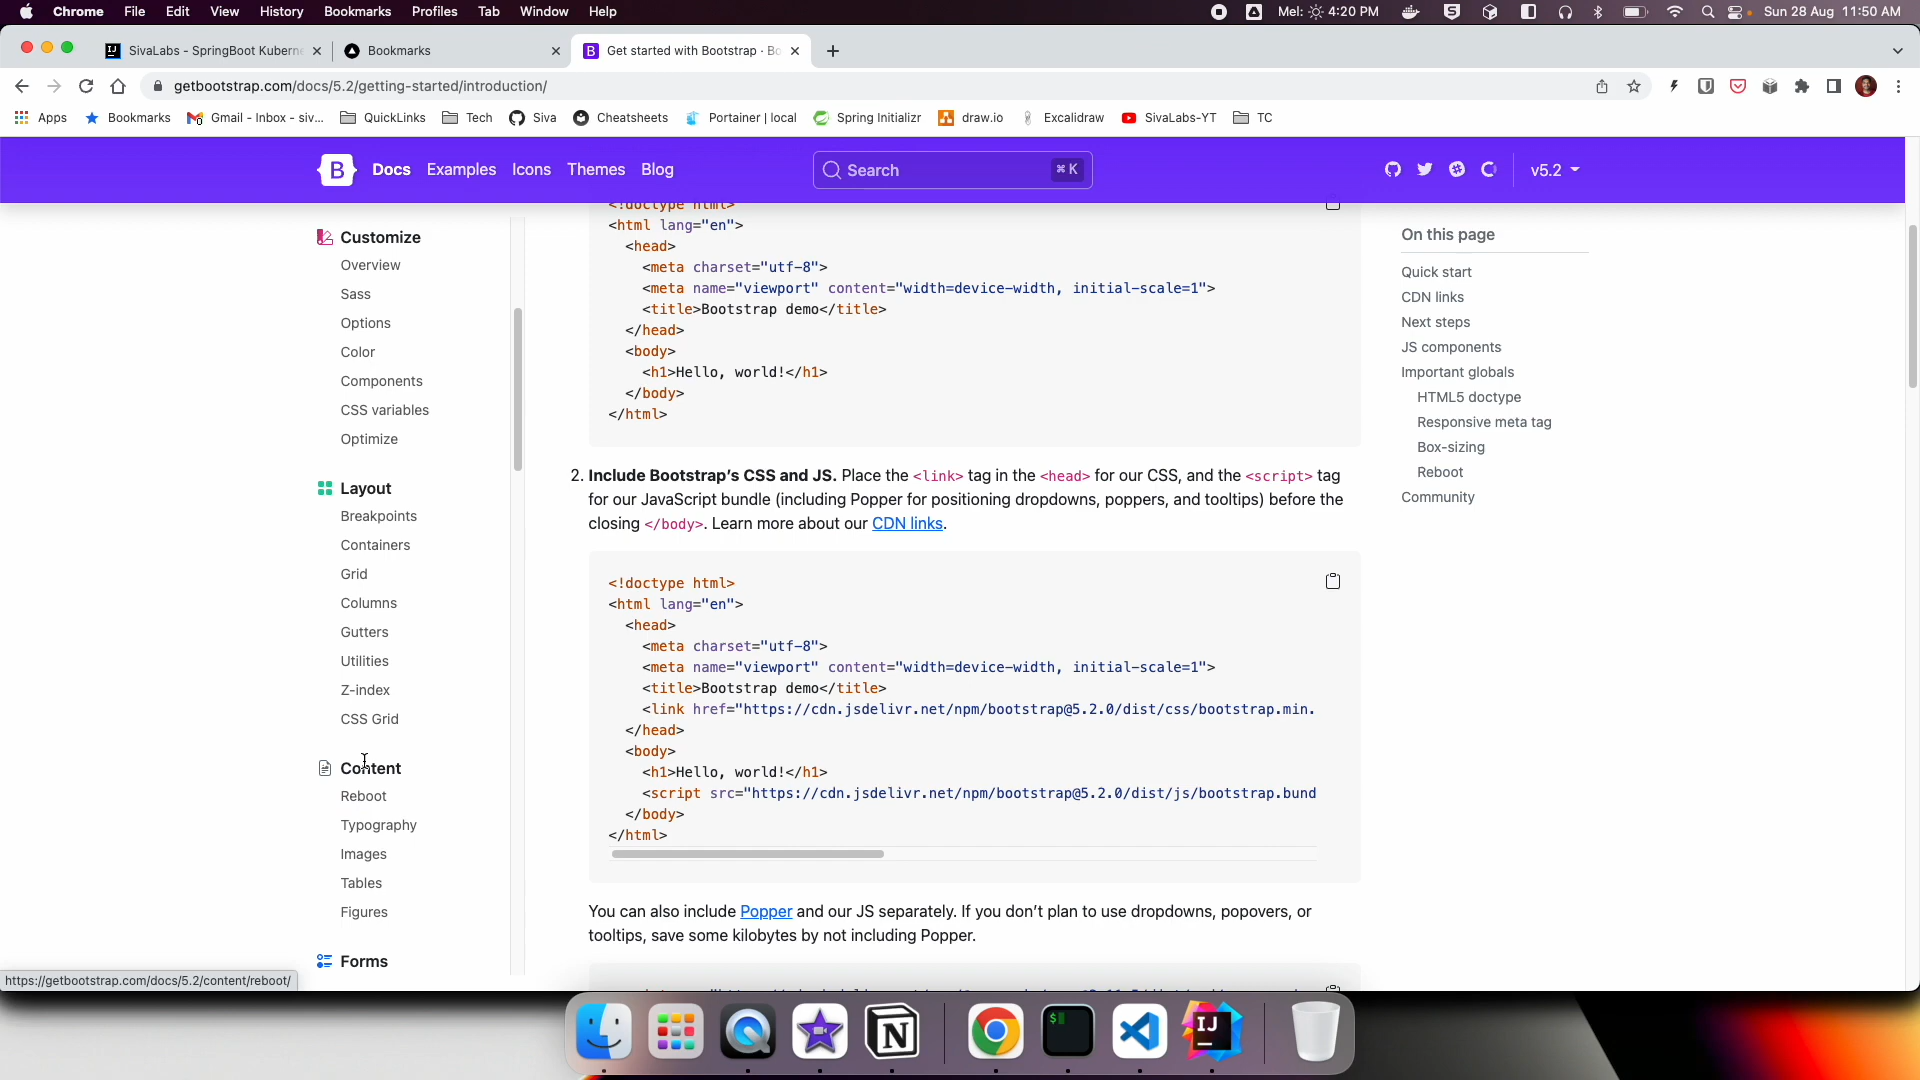 Chrome File Edit View History Bookmarks Profiles Tab Window Help Mel: 4:20 PM Sun 28 Aug 11:50 AM
SivaLabs - SpringBoot Kuberne Bookmarks Get started with Bootstrap · Bo
getbootstrap.com/docs/5.2/getting-started/introduction/
Apps Bookmarks Gmail - Inbox - siv... QuickLinks Tech Siva Cheatsheets Portainer | local Spring Initializr draw.io Excalidraw SivaLabs-YT TC
B Docs Examples Icons Themes Blog Search ⌘ K v5.2
Customize
Overview
Sass
Options
Color
Components
CSS variables
Optimize
Layout
Breakpoints
Containers
Grid
Columns
Gutters
Utilities
Z-index
CSS Grid
Content
Reboot
Typography
Images
Tables
Figures
Forms
https://getbootstrap.com/docs/5.2/content/reboot/
<!doctype html>
<html lang="en">
<head>
<meta charset="utf-8">
<meta name="viewport" content="width=device-width, initial-scale=1">
<title>Bootstrap demo</title>
</head>
<body>
<h1>Hello, world!</h1>
</body>
</html>
2. Include Bootstrap's CSS and JS. Place the <link> tag in the <head> for our CSS, and the <script> tag
for our JavaScript bundle (including Popper for positioning dropdowns, poppers, and tooltips) before the
closing </body>. Learn more about our CDN links.
<!doctype html>
<html lang="en">
<head>
<meta charset="utf-8">
<meta name="viewport" content="width=device-width, initial-scale=1">
<title>Bootstrap demo</title>
<link href="https://cdn.jsdelivr.net/npm/bootstrap@5.2.0/dist/css/bootstrap.min.
</head>
<body>
<h1>Hello, world!</h1>
<script src="https://cdn.jsdelivr.net/npm/bootstrap@5.2.0/dist/js/bootstrap.bund
</body>
</html>
You can also include Popper and our JS separately. If you don't plan to use dropdowns, popovers, or
tooltips, save some kilobytes by not including Popper.
On this page
Quick start
CDN links
Next steps
JS components
Important globals
HTML5 doctype
Responsive meta tag
Box-sizing
Reboot
Community
N $ IJ